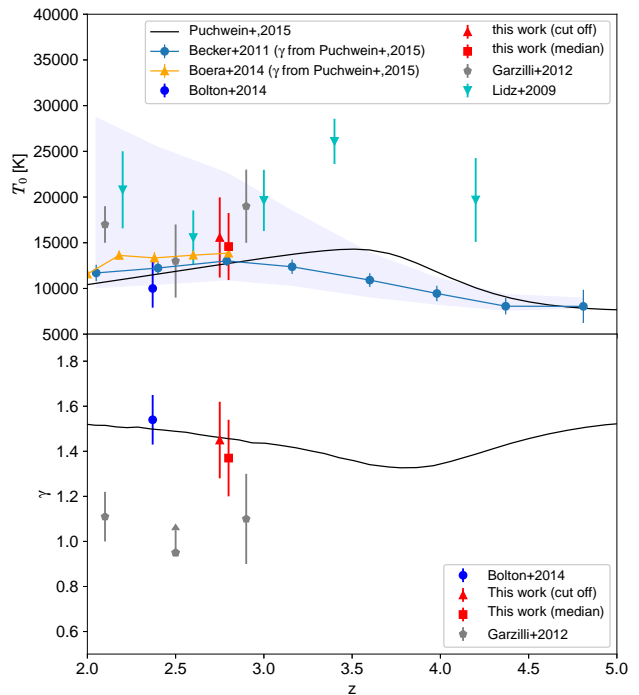 Puchwein+,2015
Becker+2011 (γ from Puchwein+,2015)
Boera+2014 (γ from Puchwein+,2015)
Bolton+2014
this work (cut off)
this work (median)
Garzilli+2012
Lidz+2009
T₀ [K]
40000
35000
30000
25000
20000
15000
10000
5000
γ
1.8
1.6
1.4
1.2
1.0
0.8
0.6
Bolton+2014
This work (cut off)
This work (median)
Garzilli+2012
2.0 2.5 3.0 3.5 4.0 4.5 5.0
z